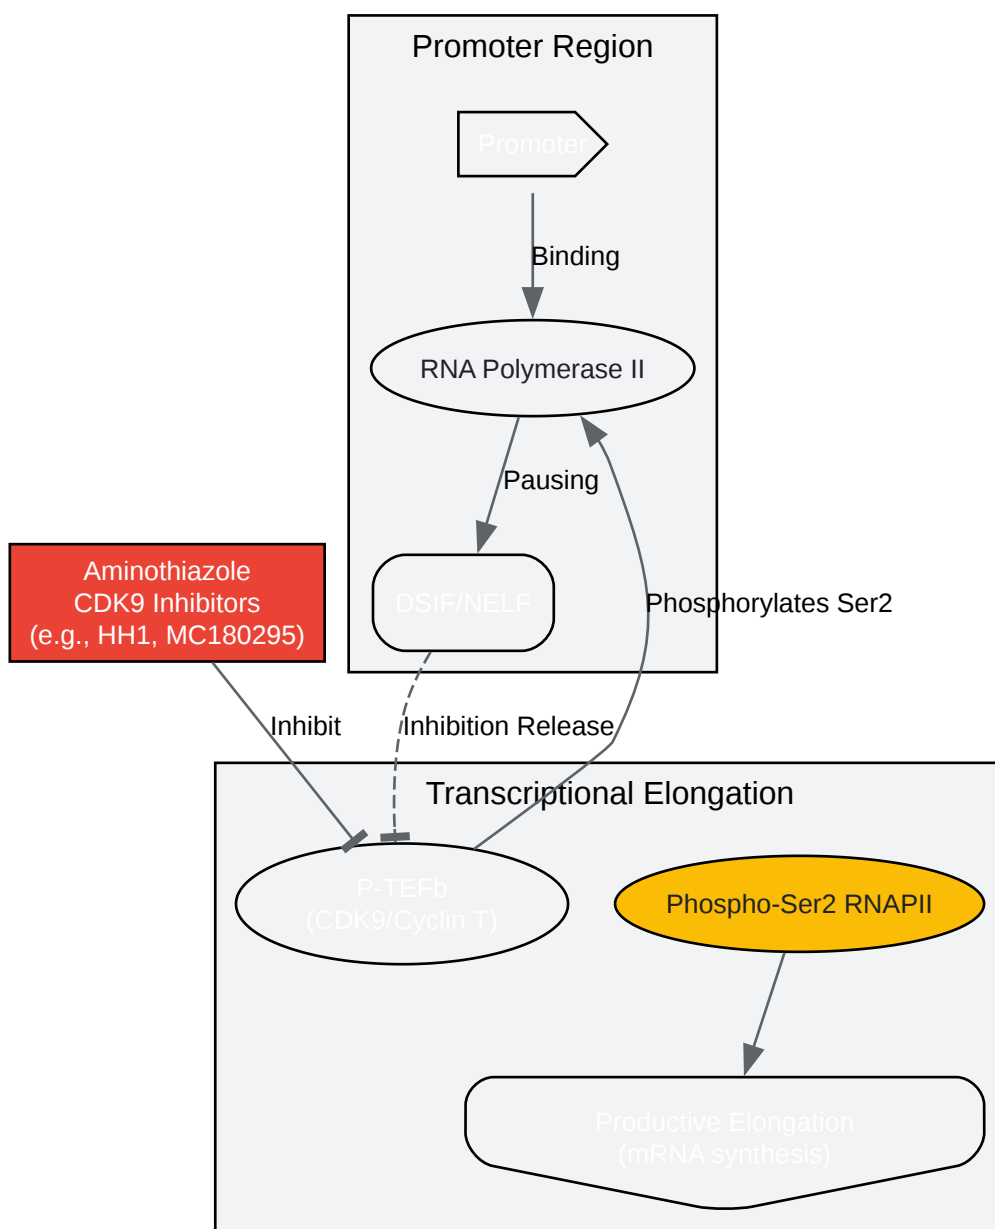 Promoter Region
Promoter
Binding
RNA Polymerase II
Pausing
Aminothiazole
CDK9 Inhibitors
(e.g., HH1, MC180295)
DSIF/NELF
Phosphorylates Ser2
Inhibit
Inhibition Release
Transcriptional Elongation
P-TEFb
(CDK9/Cyclin T)
Phospho-Ser2 RNAPII
Productive Elongation
(mRNA synthesis)